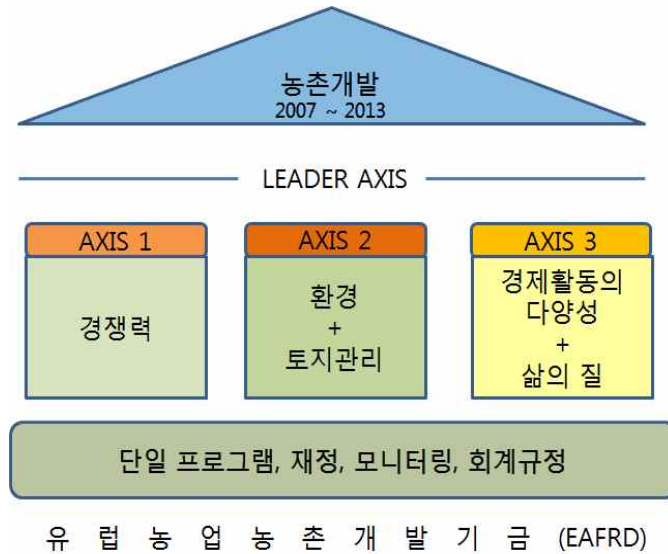 농촌개발
2007 ~ 2013
LEADER AXIS
AXIS 1
경쟁력
AXIS 2
환경
+
토지관리
AXIS 3
경제활동의
다양성
+
삶의 질
단일 프로그램, 재정, 모니터링, 회계규정
유 럽 농 업 농 촌 개 발 기 금 (EAFRD)